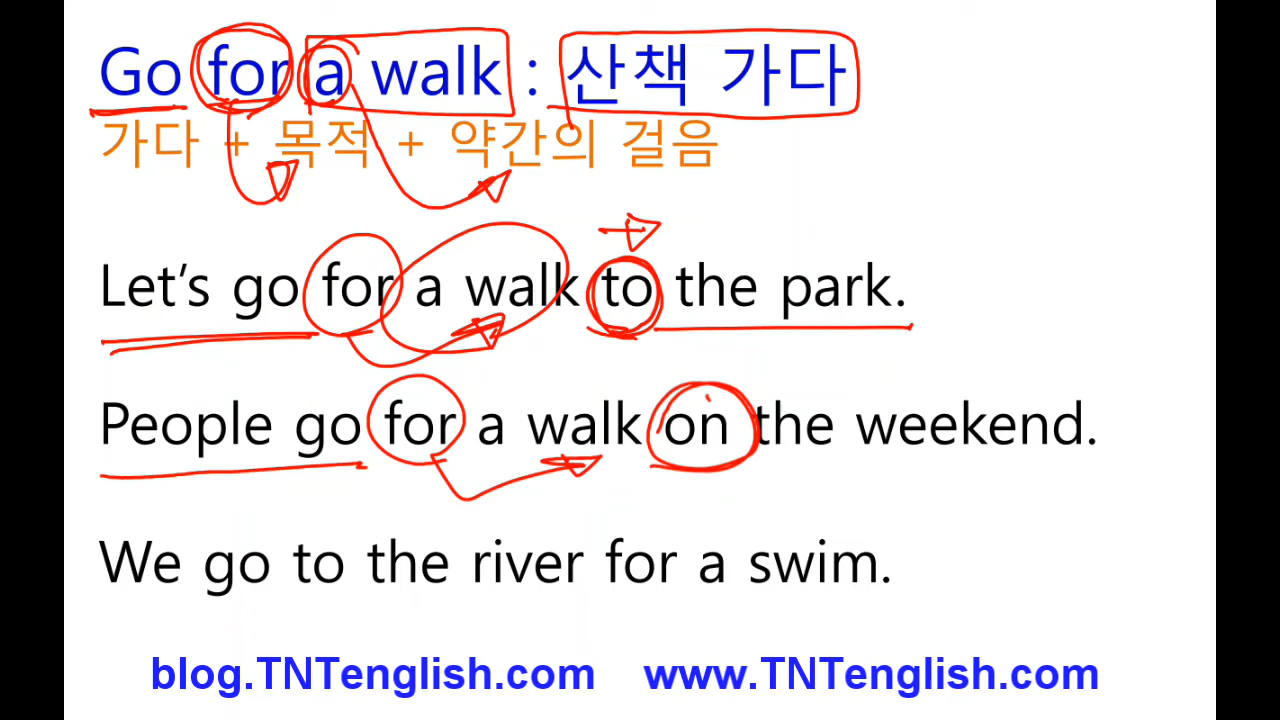 Go for a walk : 산책 가다
가다 + 목적 + 약간의 걸음
Let's go for a walk to the park.
People go for a walk on the weekend.
We go to the river for a swim.
blog.TNTenglish.com www.TNTenglish.com